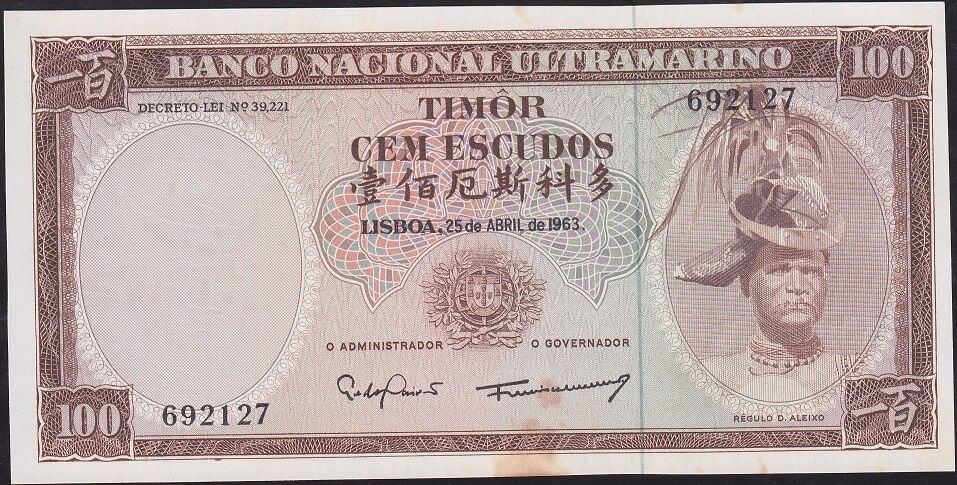 一百 BANCO NACIONAL ULTRAMARINO 100
DECRETO-LEI Nº 39,221
TIMÔR
692127
CEM ESCUDOS
壹佰厄斯科多
LISBOA, 25 de ABRIL de 1963.
O ADMINISTRADOR O GOVERNADOR
RÉGULO D. ALEIXO
100 692127 一百